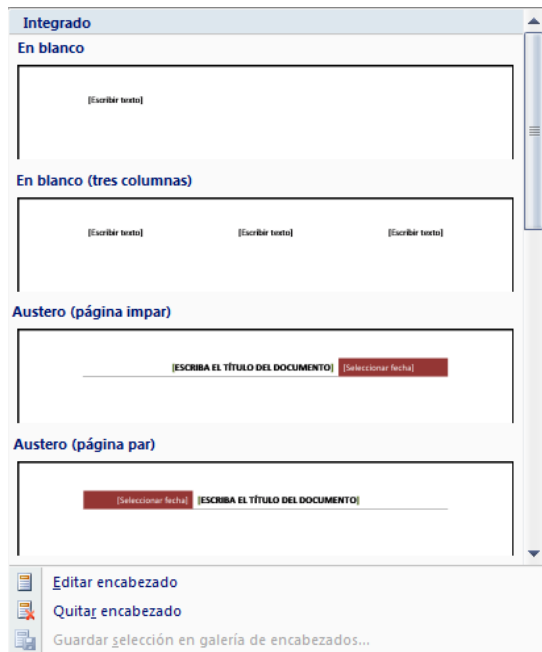 Integrado
En blanco
[Escribir texto]
En blanco (tres columnas)
[Escribir texto] [Escribir texto] [Escribir texto]
Austero (página impar)
[ESCRIBA EL TÍTULO DEL DOCUMENTO] [Seleccionar fecha]
Austero (página par)
[Seleccionar fecha] [ESCRIBA EL TÍTULO DEL DOCUMENTO]
Editar encabezado
Quitar encabezado
Guardar selección en galería de encabezados...